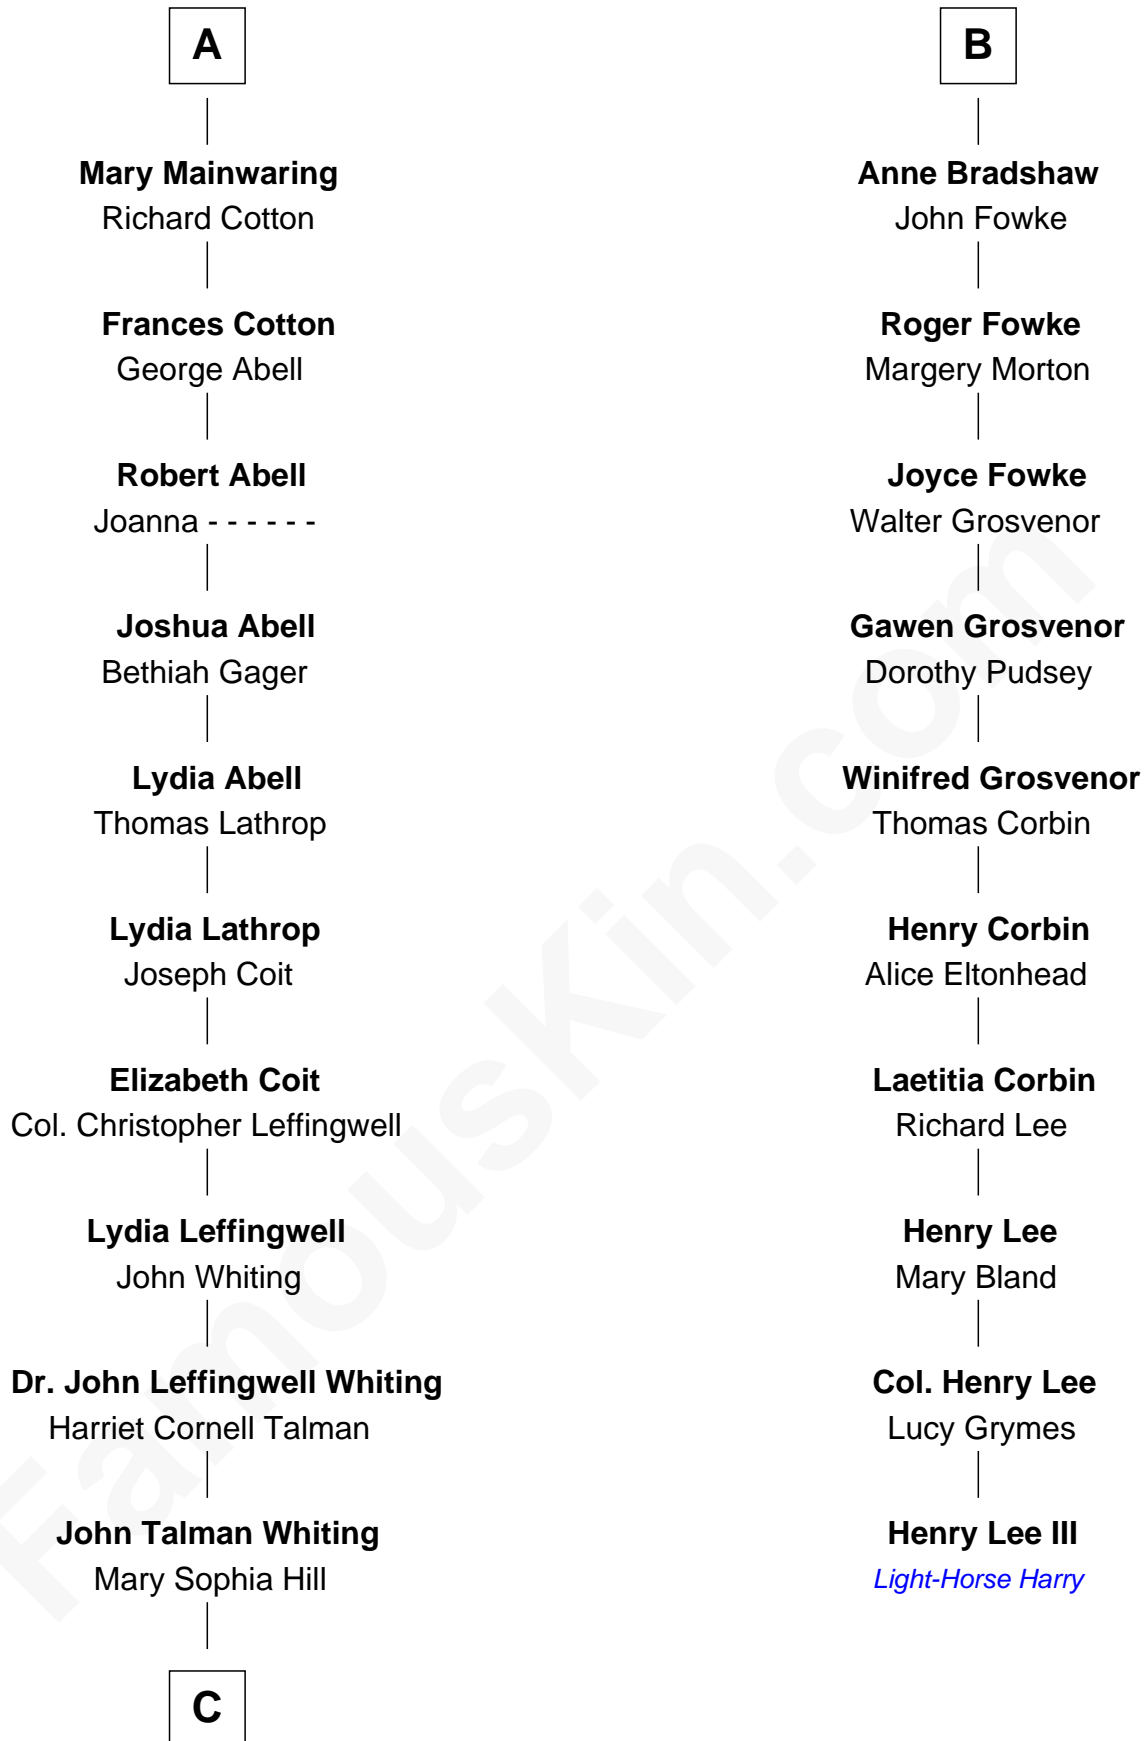 A
Mary Mainwaring
Richard Cotton
Frances Cotton
George Abell
Robert Abell
Joanna - - - - - -
Joshua Abell
Bethiah Gager
Lydia Abell
Thomas Lathrop
Lydia Lathrop
Joseph Coit
Elizabeth Coit
Col. Christopher Leffingwell
Lydia Leffingwell
John Whiting
Dr. John Leffingwell Whiting
Harriet Cornell Talman
John Talman Whiting
Mary Sophia Hill
C
B
Anne Bradshaw
John Fowke
Roger Fowke
Margery Morton
Joyce Fowke
Walter Grosvenor
Gawen Grosvenor
Dorothy Pudsey
Winifred Grosvenor
Thomas Corbin
Henry Corbin
Alice Eltonhead
Laetitia Corbin
Richard Lee
Henry Lee
Mary Bland
Col. Henry Lee
Lucy Grymes
Henry Lee III
Light-Horse Harry
FamousKin.com